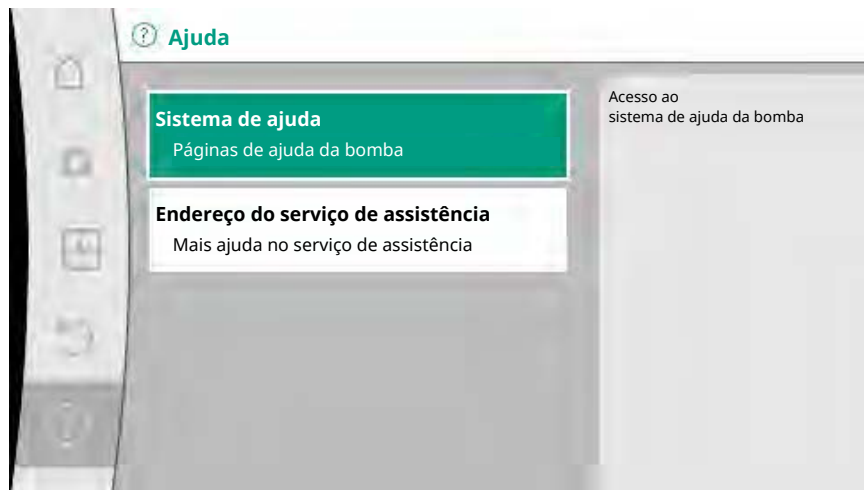 Ajuda
Sistema de ajuda
Páginas de ajuda da bomba
Endereço do serviço de assistência
Mais ajuda no serviço de assistência
Acesso ao
sistema de ajuda da bomba